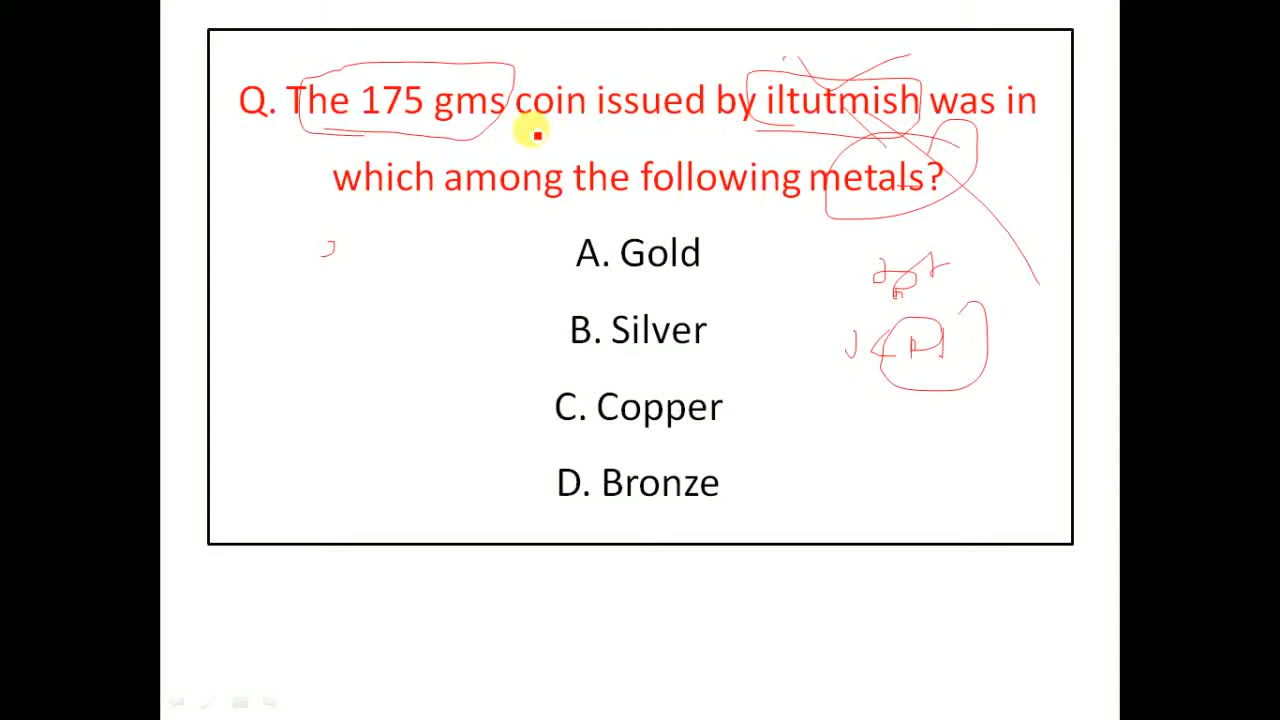 Q. The 175 gms coin issued by iltutmish was in
which among the following metals?
A. Gold
B. Silver
C. Copper
D. Bronze